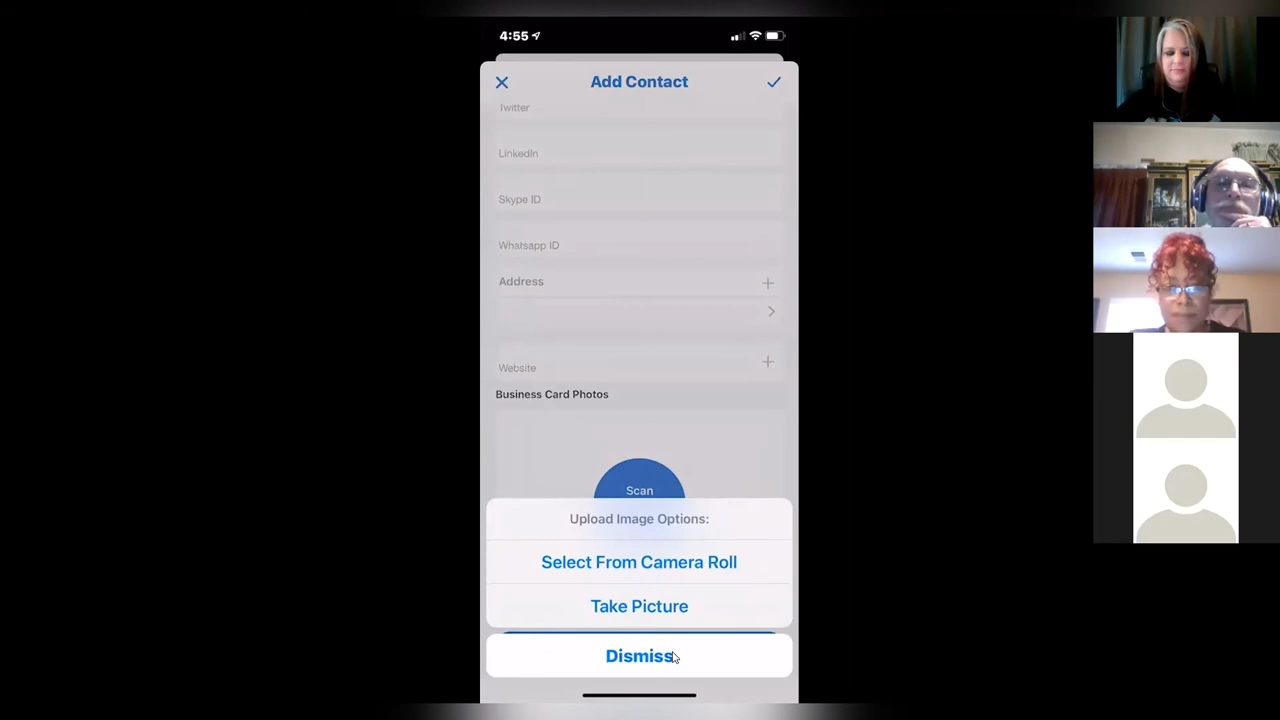 4:55
Add Contact
Twitter
LinkedIn
Skype ID
Whatsapp ID
Address
Website
Business Card Photos
Scan
Upload Image Options:
Select From Camera Roll
Take Picture
Dismiss